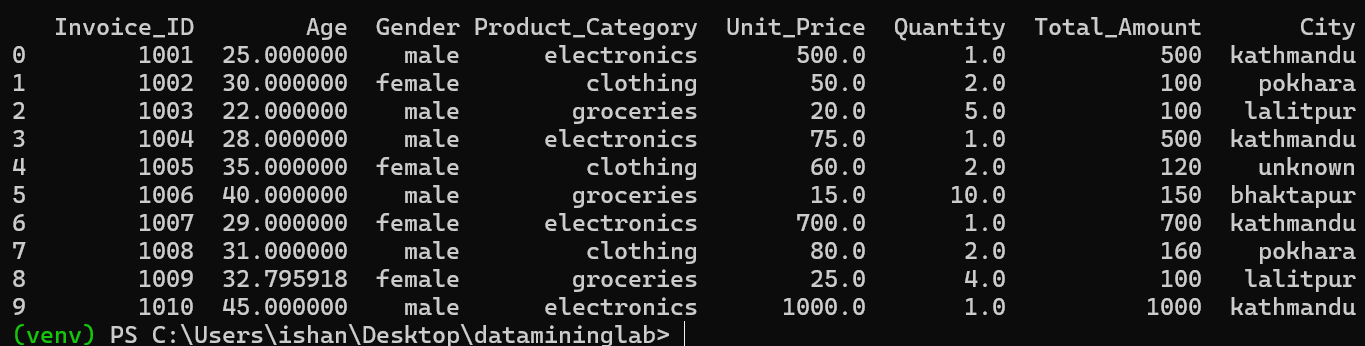 Invoice_ID Age Gender Product_Category Unit_Price Quantity Total_Amount City
0 1001 25.000000 male electronics 500.0 1.0 500 kathmandu
1 1002 30.000000 female clothing 50.0 2.0 100 pokhara
2 1003 22.000000 male groceries 20.0 5.0 100 lalitpur
3 1004 28.000000 male electronics 75.0 1.0 500 kathmandu
4 1005 35.000000 female clothing 60.0 2.0 120 unknown
5 1006 40.000000 male groceries 15.0 10.0 150 bhaktapur
6 1007 29.000000 female electronics 700.0 1.0 700 kathmandu
7 1008 31.000000 male clothing 80.0 2.0 160 pokhara
8 1009 32.795918 female groceries 25.0 4.0 100 lalitpur
9 1010 45.000000 male electronics 1000.0 1.0 1000 kathmandu
(venv) PS C:\Users\ishan\Desktop\datamininglab>